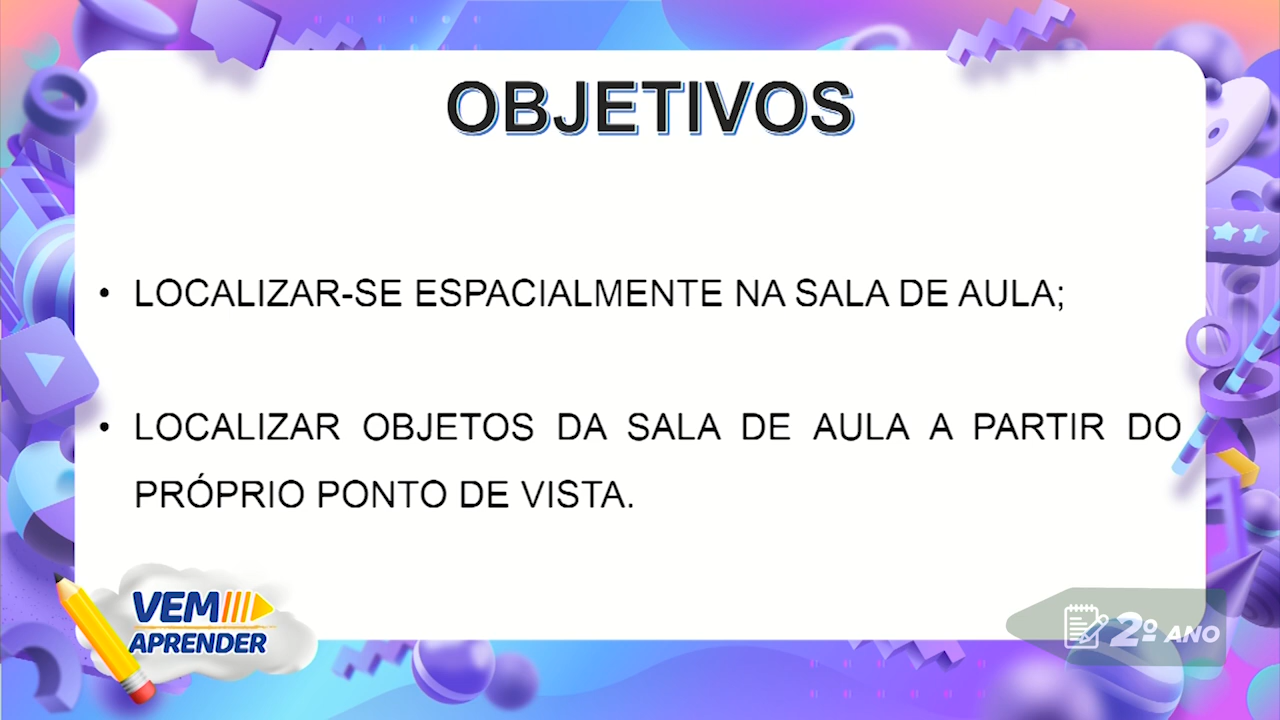 OBJETIVOS
• LOCALIZAR-SE ESPACIALMENTE NA SALA DE AULA;
• LOCALIZAR OBJETOS DA SALA DE AULA A PARTIR DO
PRÓPRIO PONTO DE VISTA.
VEM
APRENDER
2º ANO